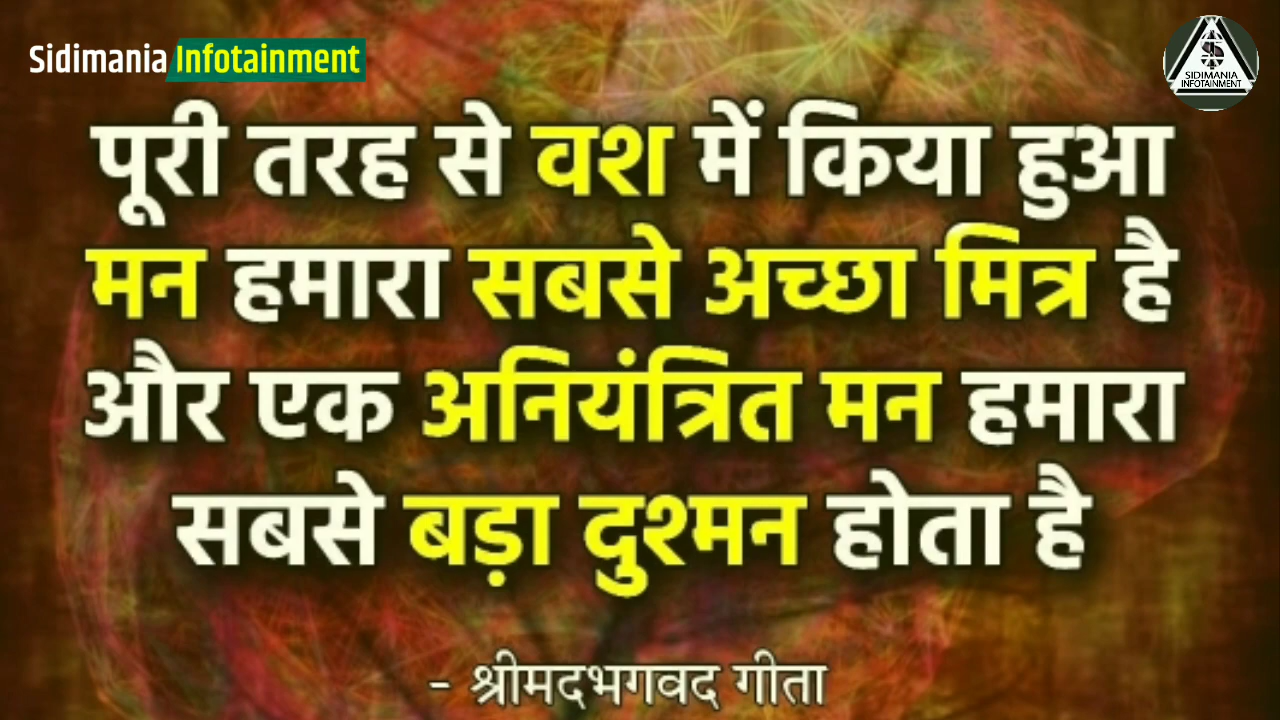 Sidimania Infotainment
SIDIMANIA
INFOTAINMENT
पूरी तरह से वश में किया हुआ
मन हमारा सबसे अच्छा मित्र है
और एक अनियंत्रित मन हमारा
सबसे बड़ा दुश्मन होता है
- श्रीमदभगवद गीता